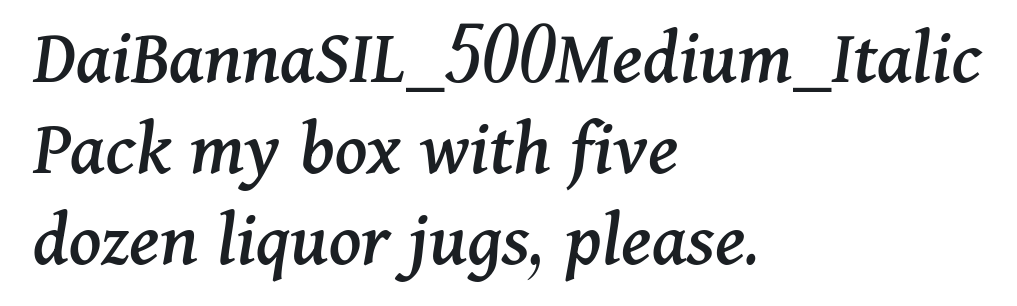 DaiBannaSIL_500Medium_Italic
Pack my box with five
dozen liquor jugs, please.